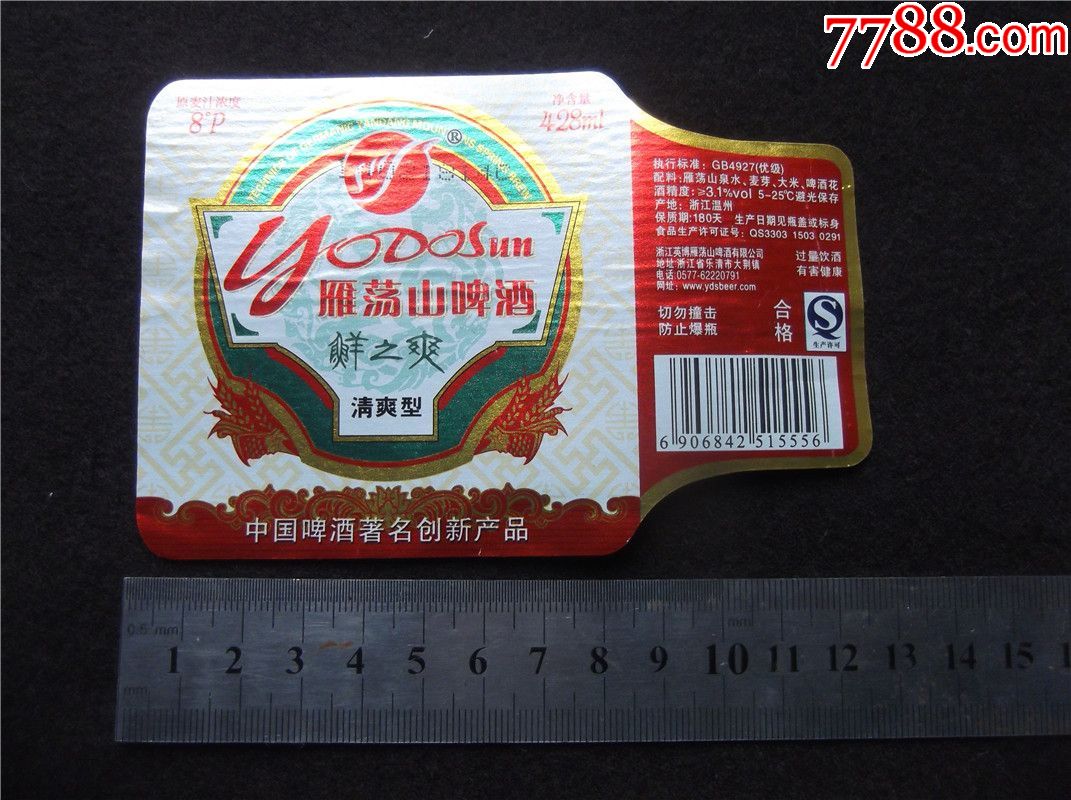 7788.com
原麦汁浓度
8°P
净含量
428ml
®
YODOSun
雁荡山啤酒
鲜之爽
清爽型
中国啤酒著名创新产品
执行标准：GB4927(优级)
配料:雁荡山泉水、麦芽、大米、啤酒花
酒精度:≥3.1%vol 5-25℃避光保存
产地：浙江温州
保质期:180天 生产日期见瓶盖或标身
食品生产许可证号：QS3303 1503 0291
浙江英博雁荡山啤酒有限公司
地址:浙江省乐清市大荆镇
电话:0577-62220791
网址：www.ydsbeer.com
过量饮酒
有害健康
切勿撞击
防止爆瓶
合格
生产许可
6 906842 515556
0.5 mm
mm
1 2 3 4 5 6 7 8 9 10 11 12 13 14 15
mm